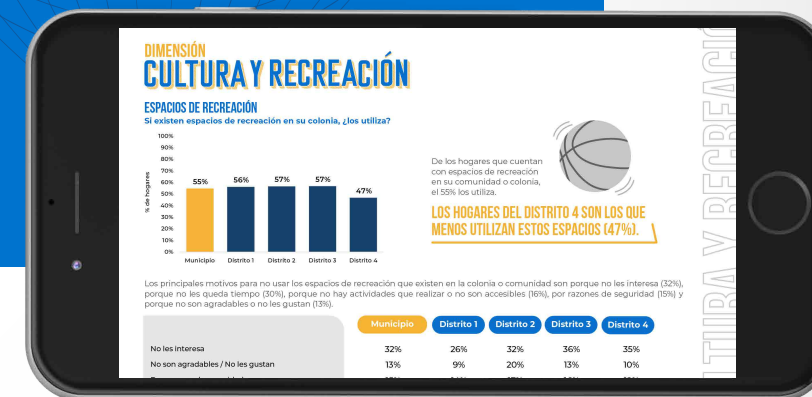 DIMENSIÓN
CULTURA Y RECREACIÓN
ESPACIOS DE RECREACIÓN
Si existen espacios de recreación en su colonia, ¿los utiliza?
100%
90%
80%
70%
60%
50%
40%
30%
20%
10%
0%
% de hogares
55%
56%
57%
57%
47%
Municipio
Distrito 1
Distrito 2
Distrito 3
Distrito 4
De los hogares que cuentan
con espacios de recreación
en su comunidad o colonía,
el 55% los utiliza.
LOS HOGARES DEL DISTRITO 4 SON LOS QUE
MENOS UTILIZAN ESTOS ESPACIOS (47%).
Los principales motivos para no usar los espacios de recreación que existen en la colonia o comunidad son porque no les interesa (32%),
porque no les queda tiempo (30%), porque no hay actividades que realizar o no son accesibles (16%), por razones de seguridad (15%) y
porque no son agradables o no les gustan (13%).
Municipio Distrito 1 Distrito 2 Distrito 3 Distrito 4
No les interesa 32% 26% 32% 36% 35%
No son agradables / No les gustan 13% 9% 20% 13% 10%